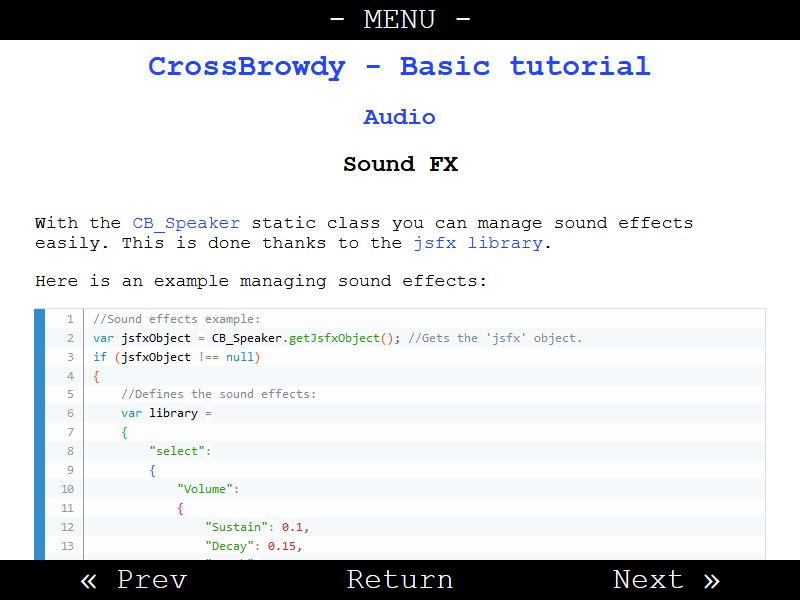 - MENU -
CrossBrowdy - Basic tutorial
Audio
Sound FX
With the CB_Speaker static class you can manage sound effects
easily. This is done thanks to the jsfx library.
Here is an example managing sound effects:
1 //Sound effects example:
2 var jsfxObject = CB_Speaker.getJsfxObject(); //Gets the 'jsfx' object.
3 if (jsfxObject !== null)
4 {
5 //Defines the sound effects:
6 var library =
7 {
8 "select":
9 {
10 "Volume":
11 {
12 "Sustain": 0.1,
13 "Decay": 0.15,
« Prev Return Next »